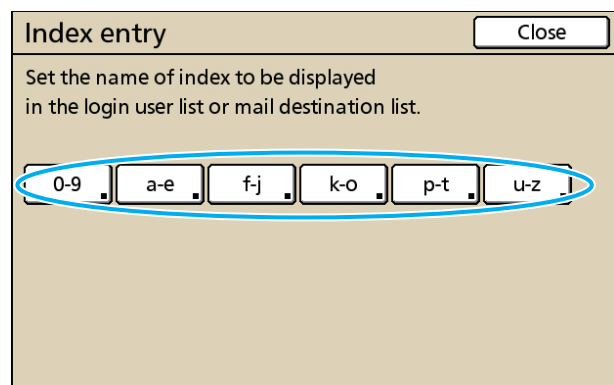 Index entry
Close
Set the name of index to be displayed
in the login user list or mail destination list.
0-9 a-e f-j k-o p-t u-z